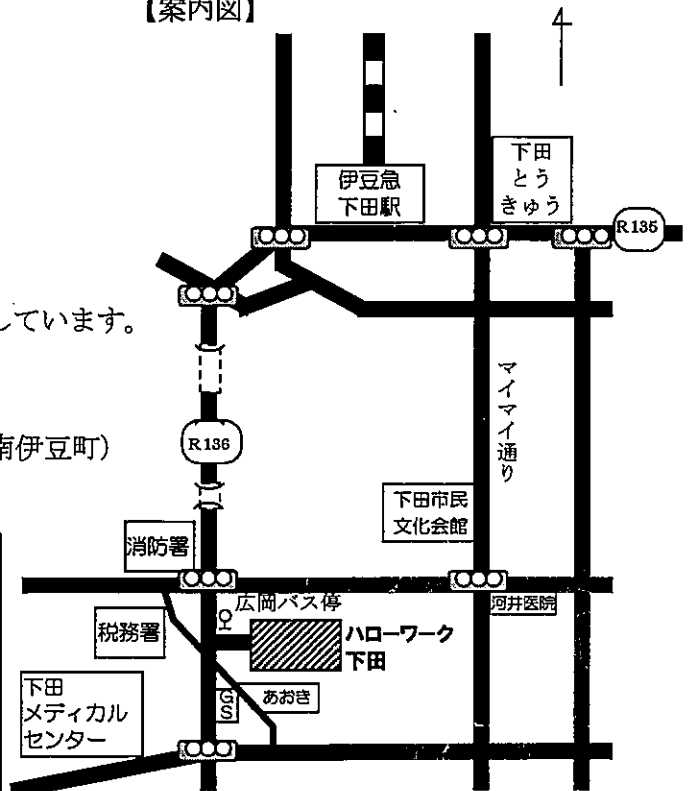 【案内図】
4
伊豆急
下田駅
下田
とう
きゅう
R135
しています。
マイマイ通り
R136
南伊豆町）
下田市民
文化会館
消防署
広岡バス停
河井医院
税務署
ハローワーク
下田
下田
メディカル
センター
GS
あおき